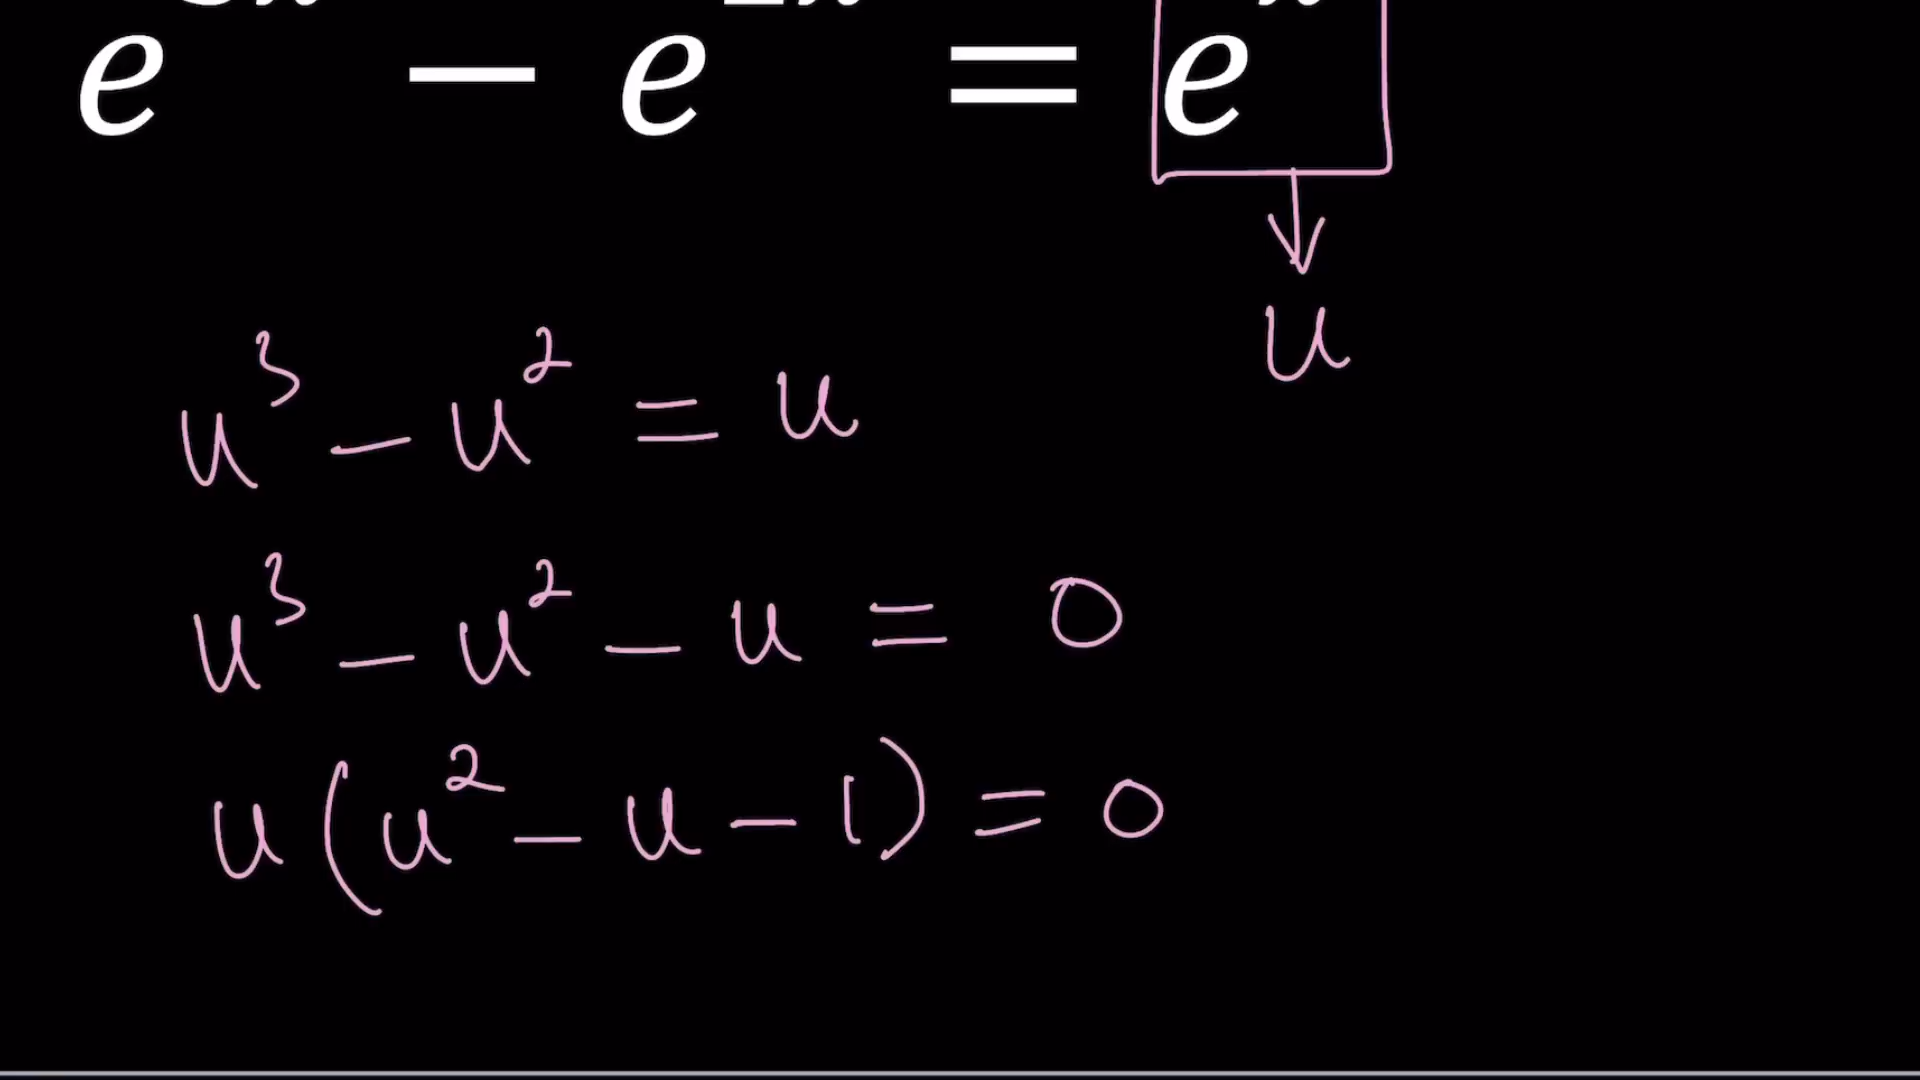 e − e = e
u
u³ − u² = u
u³ − u² − u = 0
u(u² − u − 1) = 0